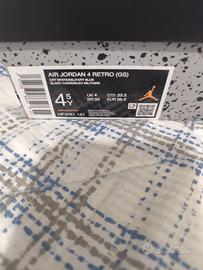 AIR JORDAN 4 RETRO (GS)
OFF WHITE/MILITARY BLUE
BLANC CASSE/BLEU MILITAIRE
4.5Y
UK 4
CM 23.5
BR 35
EUR 36.5